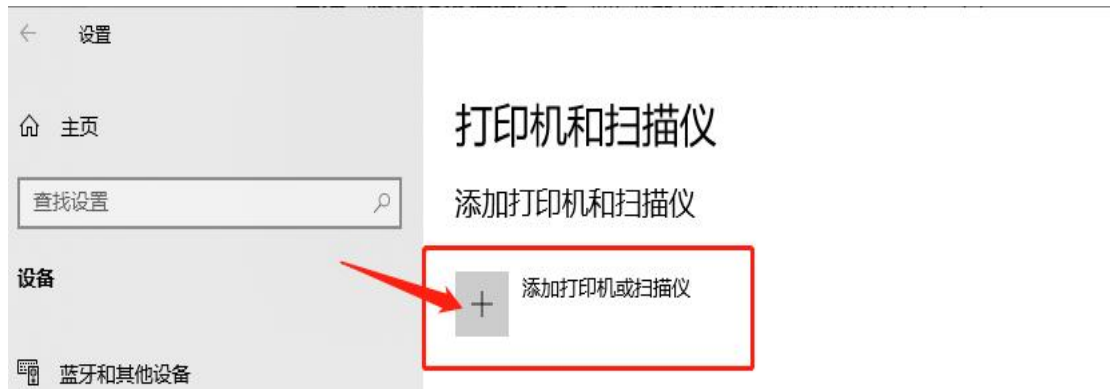 设置
主页
查找设置
设备
蓝牙和其他设备
打印机和扫描仪
添加打印机和扫描仪
添加打印机或扫描仪